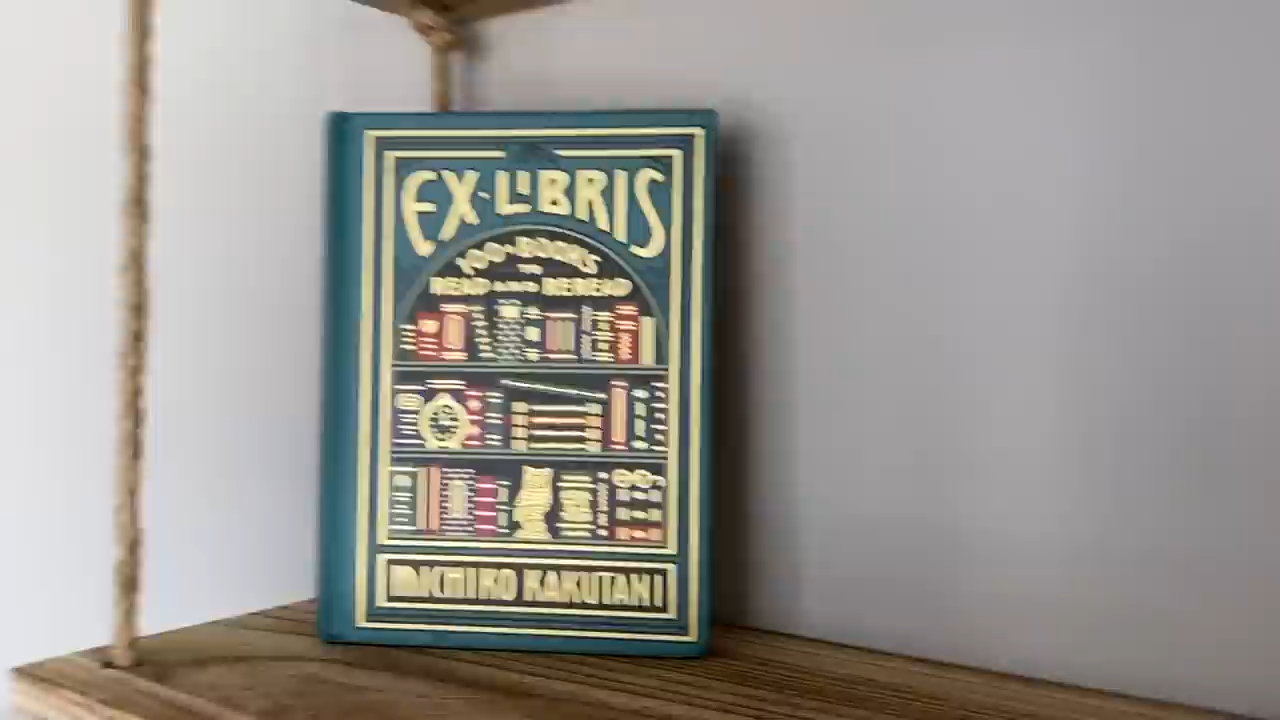 EX·LIBRIS
100·BOOKS
TO
READ AND REREAD
MICHIKO KAKUTANI